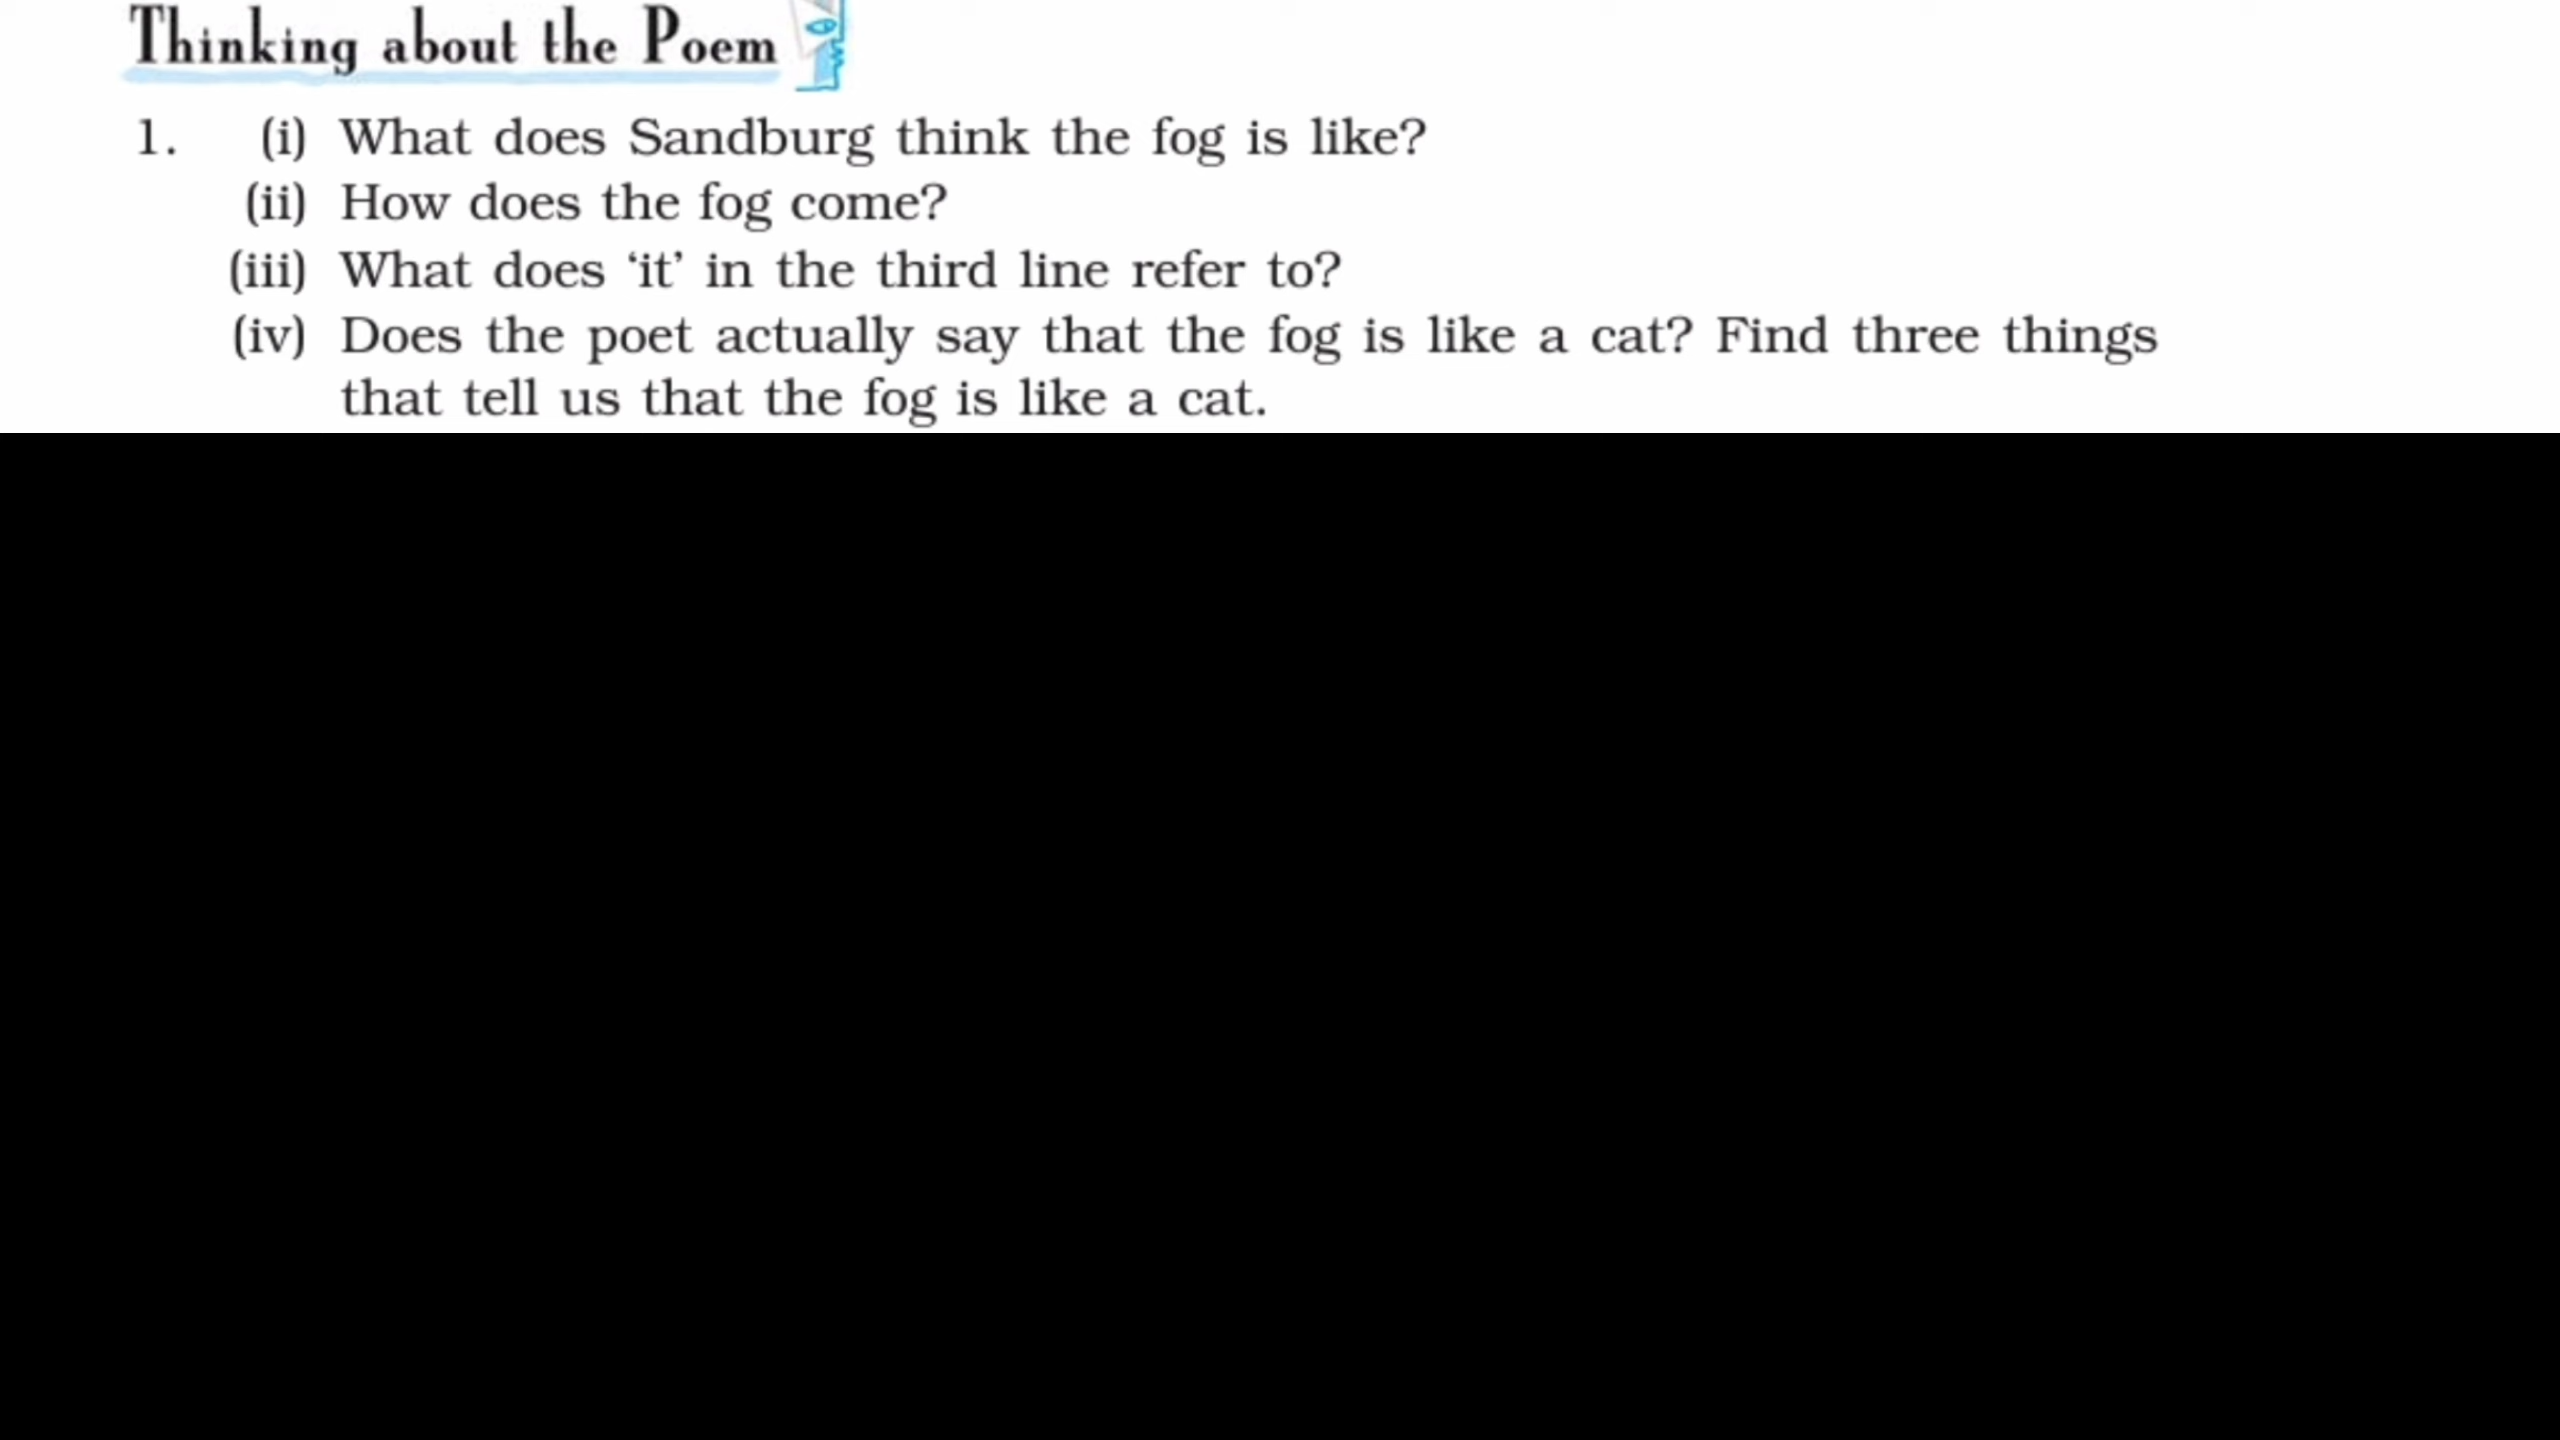 Thinking about the Poem
1. (i) What does Sandburg think the fog is like?
(ii) How does the fog come?
(iii) What does ‘it’ in the third line refer to?
(iv) Does the poet actually say that the fog is like a cat? Find three things
that tell us that the fog is like a cat.